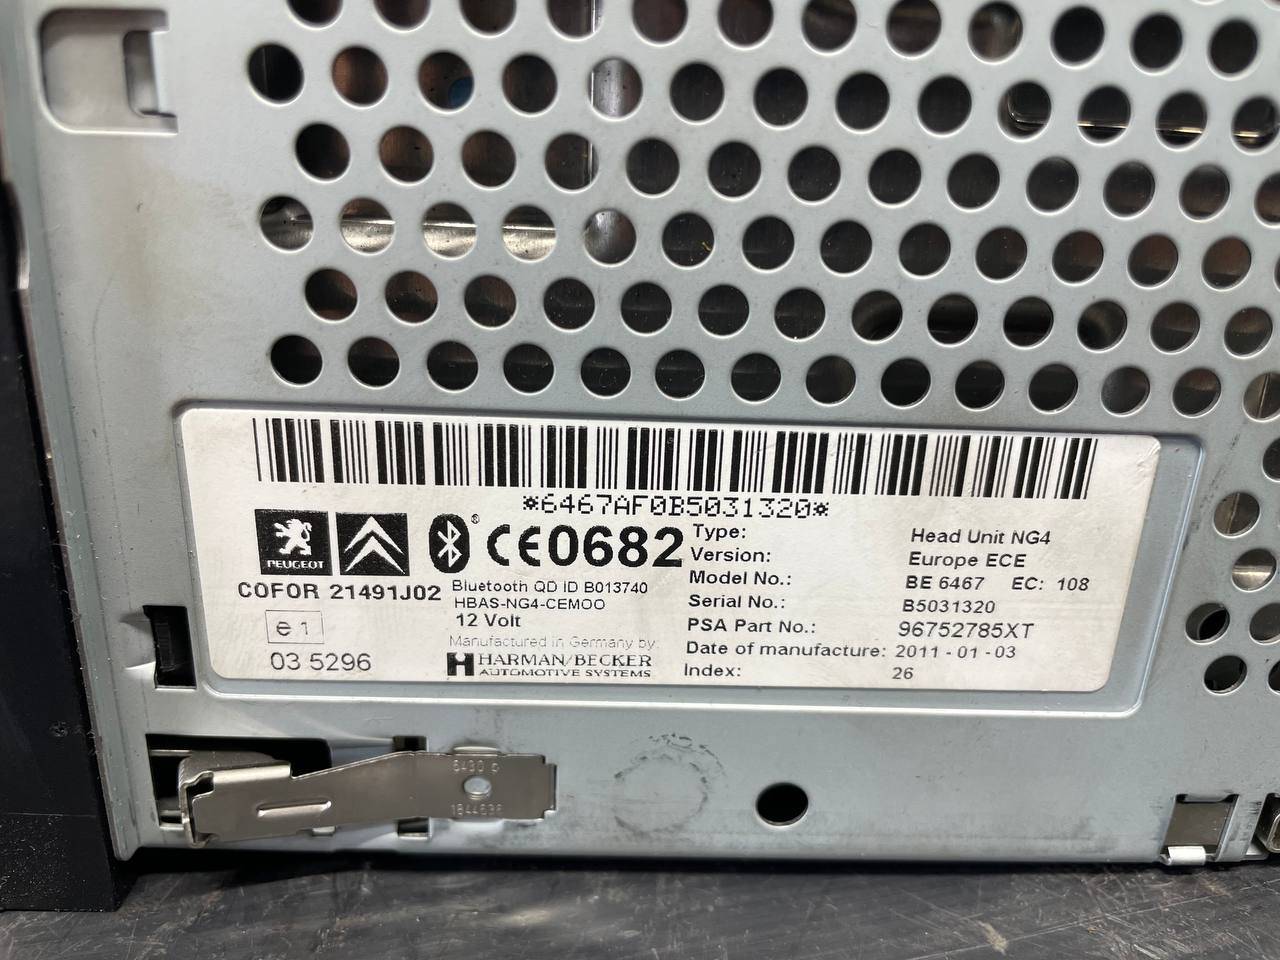 *6467AF0B5031320*
PEUGEOT
® CE0682
COFOR 21491J02
Bluetooth QD ID B013740
HBAS-NG4-CEMOO
12 Volt
e1
03 5296
Manufactured in Germany by:
HARMAN/BECKER
AUTOMOTIVE SYSTEMS
Type: Head Unit NG4
Version: Europe ECE
Model No.: BE 6467 EC: 108
Serial No.: B5031320
PSA Part No.: 96752785XT
Date of manufacture: 2011 - 01 - 03
Index: 26